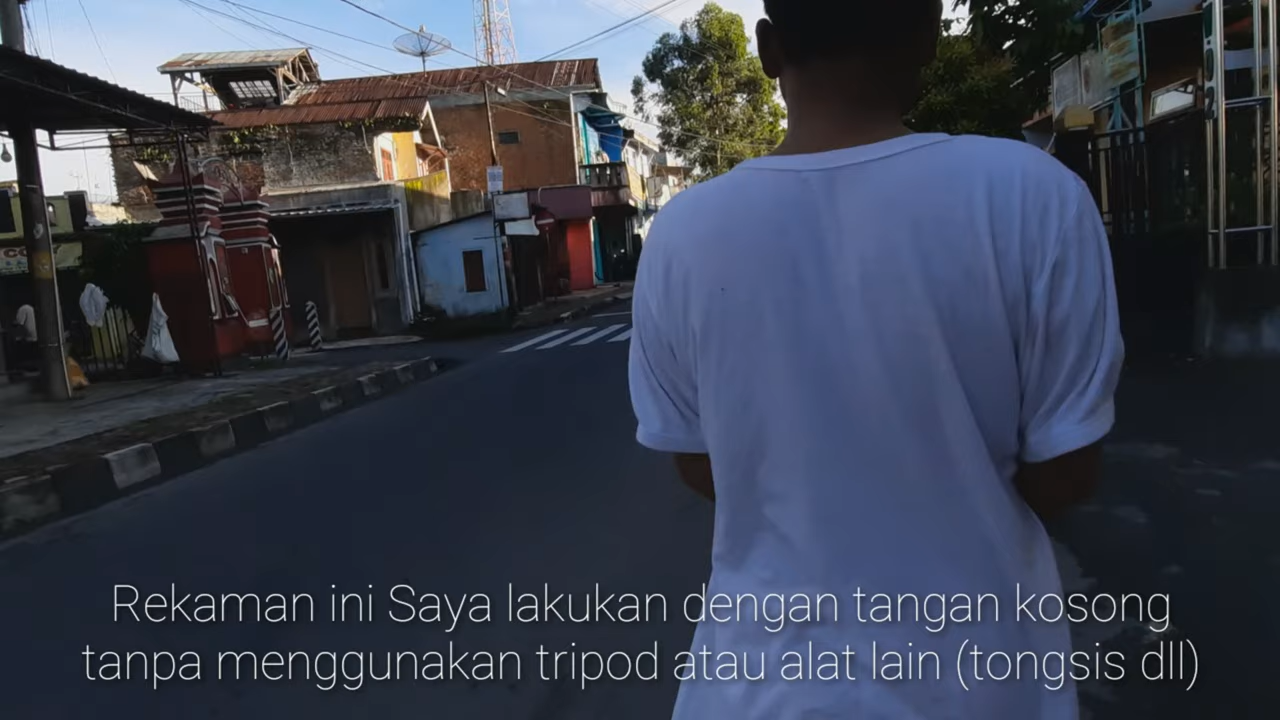 Rekaman ini Saya lakukan dengan tangan kosong
tanpa menggunakan tripod atau alat lain (tongsis dll)